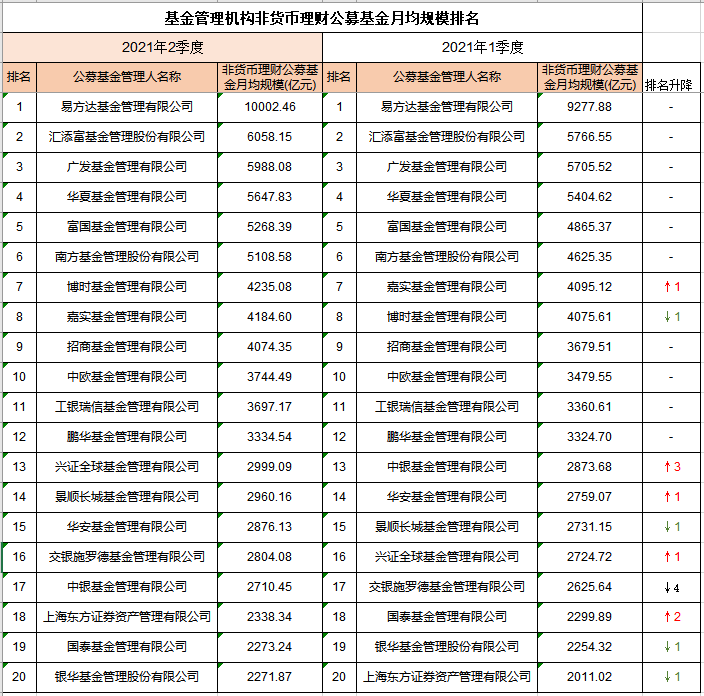 基金管理机构非货币理财公募基金月均规模排名
2021年2季度 2021年1季度
排名 公募基金管理人名称 非货币理财公募基金月均规模(亿元) 排名 公募基金管理人名称 非货币理财公募基金月均规模(亿元) 排名升降
1 易方达基金管理有限公司 10002.46 1 易方达基金管理有限公司 9277.88 -
2 汇添富基金管理股份有限公司 6058.15 2 汇添富基金管理股份有限公司 5766.55 -
3 广发基金管理有限公司 5988.08 3 广发基金管理有限公司 5705.52 -
4 华夏基金管理有限公司 5647.83 4 华夏基金管理有限公司 5404.62 -
5 富国基金管理有限公司 5268.39 5 富国基金管理有限公司 4865.37 -
6 南方基金管理股份有限公司 5108.58 6 南方基金管理股份有限公司 4625.35 -
7 博时基金管理有限公司 4235.08 7 嘉实基金管理有限公司 4095.12 ↑1
8 嘉实基金管理有限公司 4184.60 8 博时基金管理有限公司 4075.61 ↓1
9 招商基金管理有限公司 4074.35 9 招商基金管理有限公司 3679.51 -
10 中欧基金管理有限公司 3744.49 10 中欧基金管理有限公司 3479.55 -
11 工银瑞信基金管理有限公司 3697.17 11 工银瑞信基金管理有限公司 3360.61 -
12 鹏华基金管理有限公司 3334.54 12 鹏华基金管理有限公司 3324.70 -
13 兴证全球基金管理有限公司 2999.09 13 中银基金管理有限公司 2873.68 ↑3
14 景顺长城基金管理有限公司 2960.16 14 华安基金管理有限公司 2759.07 ↑1
15 华安基金管理有限公司 2876.13 15 景顺长城基金管理有限公司 2731.15 ↓1
16 交银施罗德基金管理有限公司 2804.08 16 兴证全球基金管理有限公司 2724.72 ↑1
17 中银基金管理有限公司 2710.45 17 交银施罗德基金管理有限公司 2625.64 ↓4
18 上海东方证券资产管理有限公司 2338.34 18 国泰基金管理有限公司 2299.89 ↑2
19 国泰基金管理有限公司 2273.24 19 银华基金管理股份有限公司 2254.32 ↓1
20 银华基金管理股份有限公司 2271.87 20 上海东方证券资产管理有限公司 2011.02 ↓1